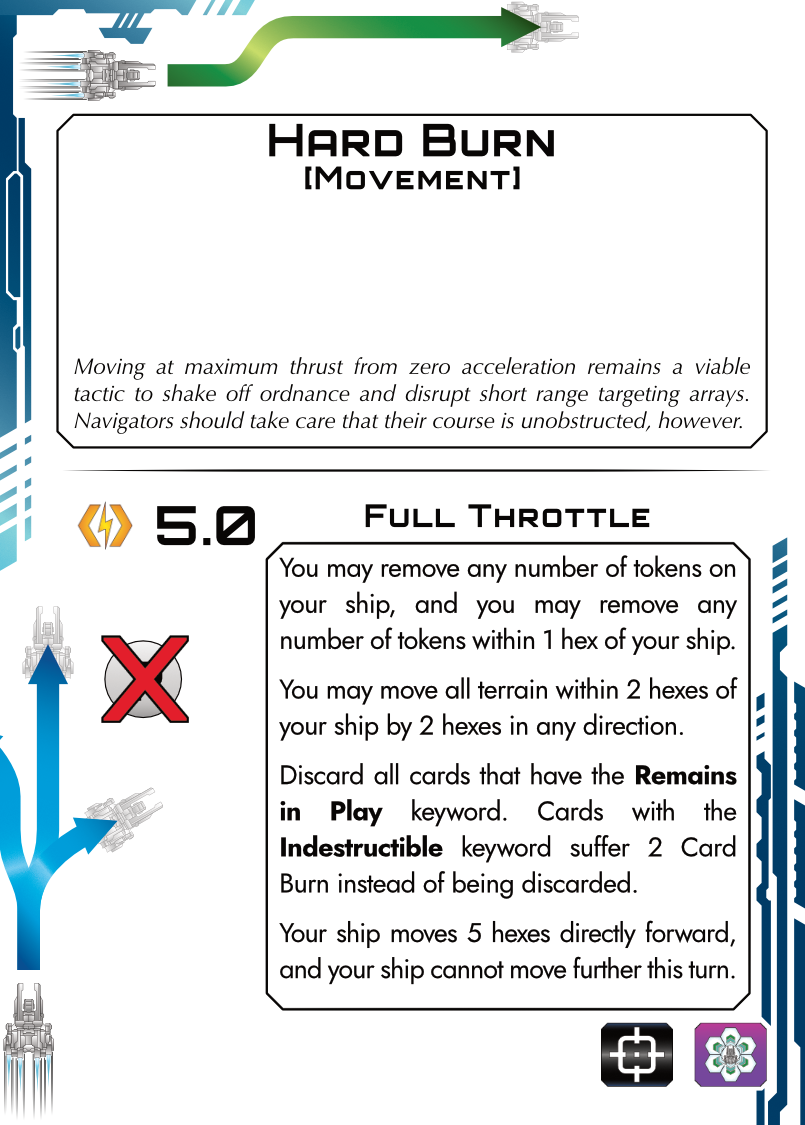 Hard Burn
[Movement]
Moving at maximum thrust from zero acceleration remains a viable
tactic to shake off ordnance and disrupt short range targeting arrays.
Navigators should take care that their course is unobstructed, however.
5.0
Full Throttle
You may remove any number of tokens on
your ship, and you may remove any
number of tokens within 1 hex of your ship.
You may move all terrain within 2 hexes of
your ship by 2 hexes in any direction.
Discard all cards that have the Remains
in Play keyword. Cards with the
Indestructible keyword suffer 2 Card
Burn instead of being discarded.
Your ship moves 5 hexes directly forward,
and your ship cannot move further this turn.